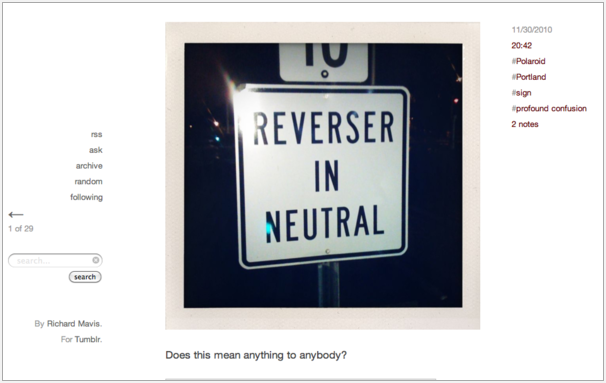 rss
ask
archive
random
following
←
1 of 29
search...
search
By Richard Mavis.
For Tumblr.
10
REVERSER
IN
NEUTRAL
Does this mean anything to anybody?
11/30/2010
20:42
#Polaroid
#Portland
#sign
#profound confusion
2 notes